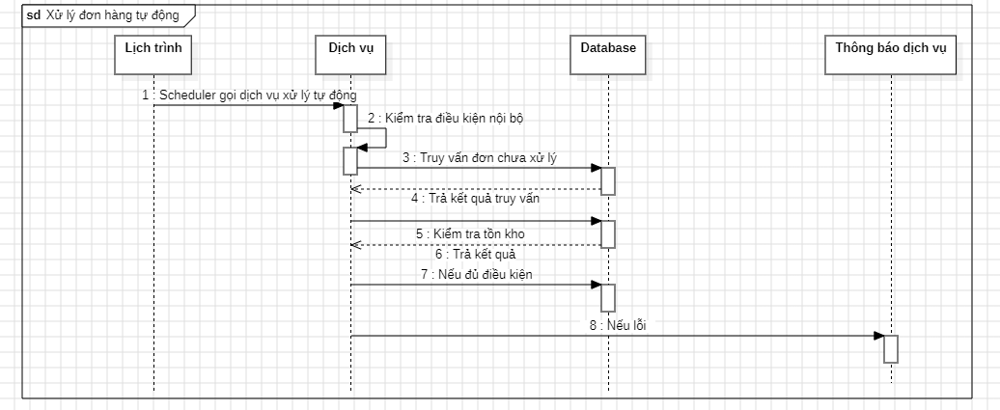 sd Xử lý đơn hàng tự động
Lịch trình
Dịch vụ
Database
Thông báo dịch vụ
1 : Scheduler gọi dịch vụ xử lý tự động
2 : Kiểm tra điều kiện nội bộ
3 : Truy vấn đơn chưa xử lý
4 : Trả kết quả truy vấn
5 : Kiểm tra tồn kho
6 : Trả kết quả
7 : Nếu đủ điều kiện
8 : Nếu lỗi